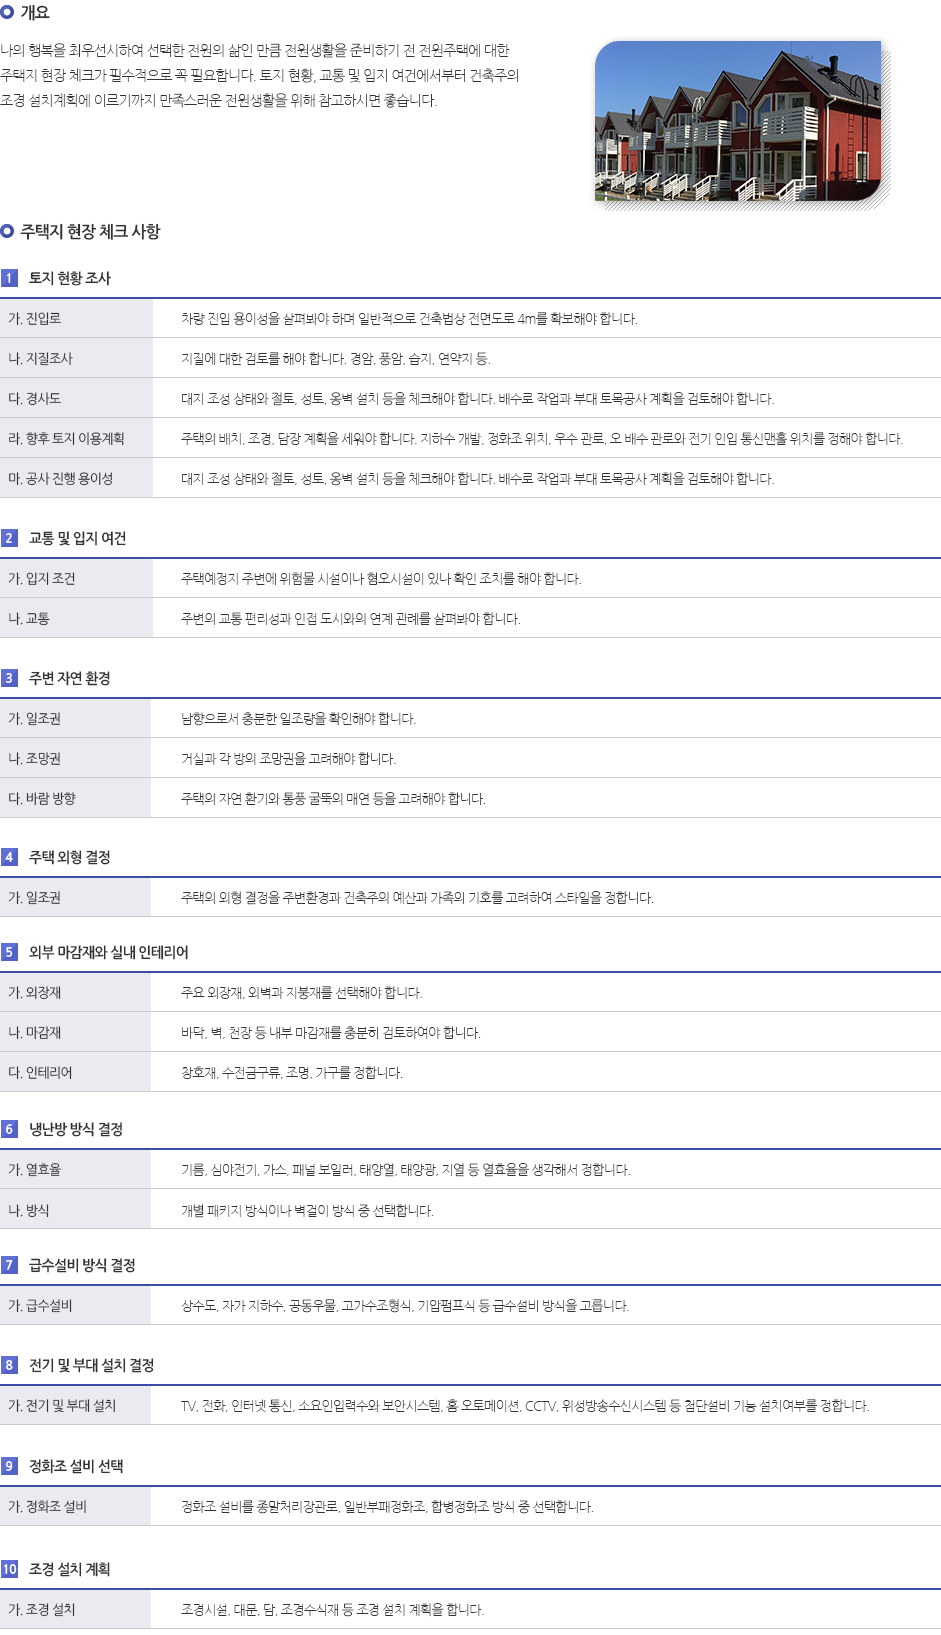 개요
나의 행복을 최우선시하여 선택한 전원의 삶인 만큼 전원생활을 준비하기 전 전원주택에 대한
주택지 현장 체크가 필수적으로 꼭 필요합니다. 토지 현황, 교통 및 입지 여건에서부터 건축주의
조경 설치계획에 이르기까지 만족스러운 전원생활을 위해 참고하시면 좋습니다.
주택지 현장 체크 사항
1 토지 현황 조사
가. 진입로 차량 진입 용이성을 살펴봐야 하며 일반적으로 건축법상 전면도로 4m를 확보해야 합니다.
나. 지질조사 지질에 대한 검토를 해야 합니다. 경암, 풍암, 습지, 연약지 등.
다. 경사도 대지 조성 상태와 절토, 성토, 옹벽 설치 등을 체크해야 합니다. 배수로 작업과 부대 토목공사 계획을 검토해야 합니다.
라. 향후 토지 이용계획 주택의 배치, 조경, 담장 계획을 세워야 합니다. 지하수 개발, 정화조 위치, 우수 관로, 오 배수 관로와 전기 인입 통신맨홀 위치를 정해야 합니다.
마. 공사 진행 용이성 대지 조성 상태와 절토, 성토, 옹벽 설치 등을 체크해야 합니다. 배수로 작업과 부대 토목공사 계획을 검토해야 합니다.
2 교통 및 입지 여건
가. 입지 조건 주택예정지 주변에 위험물 시설이나 혐오시설이 있나 확인 조치를 해야 합니다.
나. 교통 주변의 교통 편리성과 인접 도시와의 연계 관례를 살펴봐야 합니다.
3 주변 자연 환경
가. 일조권 남향으로서 충분한 일조량을 확인해야 합니다.
나. 조망권 거실과 각 방의 조망권을 고려해야 합니다.
다. 바람 방향 주택의 자연 환기와 통풍 굴뚝의 매연 등을 고려해야 합니다.
4 주택 외형 결정
가. 일조권 주택의 외형 결정을 주변환경과 건축주의 예산과 가족의 기호를 고려하여 스타일을 정합니다.
5 외부 마감재와 실내 인테리어
가. 외장재 주요 외장재, 외벽과 지붕재를 선택해야 합니다.
나. 마감재 바닥, 벽, 천장 등 내부 마김재를 충분히 검토하여야 합니다.
다. 인테리어 창호재, 수전금구류, 조명, 가구를 정합니다.
6 냉난방 방식 결정
가. 열효율 기름, 심야전기, 가스, 패널 보일러, 태양열, 태양광, 지열 등 열효율을 생각해서 정합니다.
나. 방식 개별 패키지 방식이나 벽걸이 방식 중 선택합니다.
7 급수설비 방식 결정
가. 급수설비 상수도, 자가 지하수, 공동우물, 고가수조형식, 기압펌프식 등 급수설비 방식을 고릅니다.
8 전기 및 부대 설치 결정
가. 전기 및 부대 설치 TV, 전화, 인터넷 통신, 소요인입력수와 보안시스템, 홈 오토메이션, CCTV, 위성방송수신시스템 등 첨단설비 기능 설치여부를 정합니다.
9 정화조 설비 선택
가. 정화조 설비 정화조 설비를 종말처리장관로, 일반부패정화조, 합병정화조 방식 중 선택합니다.
10 조경 설치 계획
가. 조경 설치 조경시설, 대문, 담, 조경수식재 등 조경 설치 계획을 합니다.